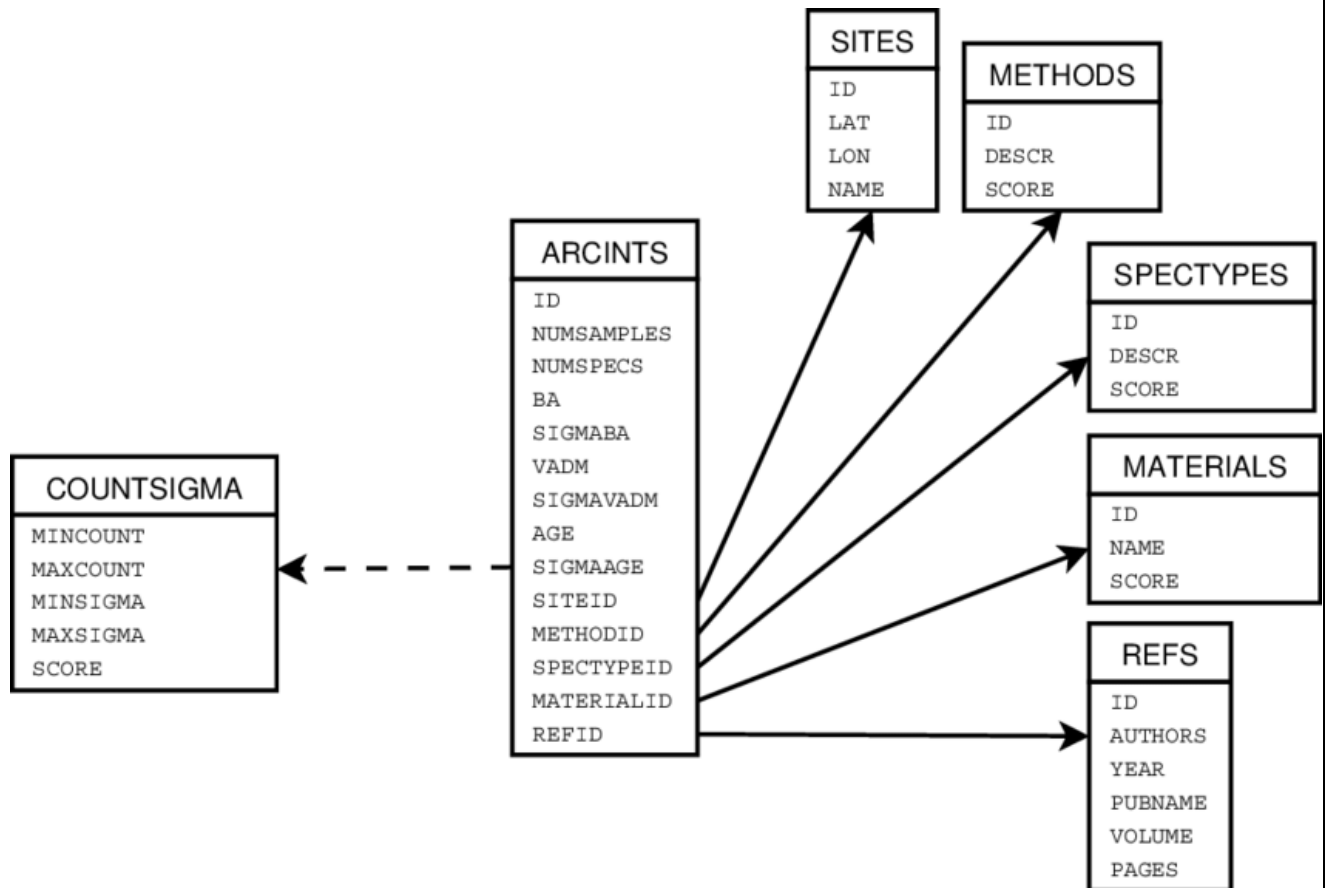 SITES
ID
LAT
LON
NAME
METHODS
ID
DESCR
SCORE
ARCINTS
ID
NUMSAMPLES
NUMSPECS
BA
SIGMABA
VADM
SIGMAVADM
AGE
SIGMAAGE
SITEID
METHODID
SPECTYPEID
MATERIALID
REFID
SPECTYPES
ID
DESCR
SCORE
COUNTSIGMA
MINCOUNT
MAXCOUNT
MINSIGMA
MAXSIGMA
SCORE
MATERIALS
ID
NAME
SCORE
REFS
ID
AUTHORS
YEAR
PUBNAME
VOLUME
PAGES